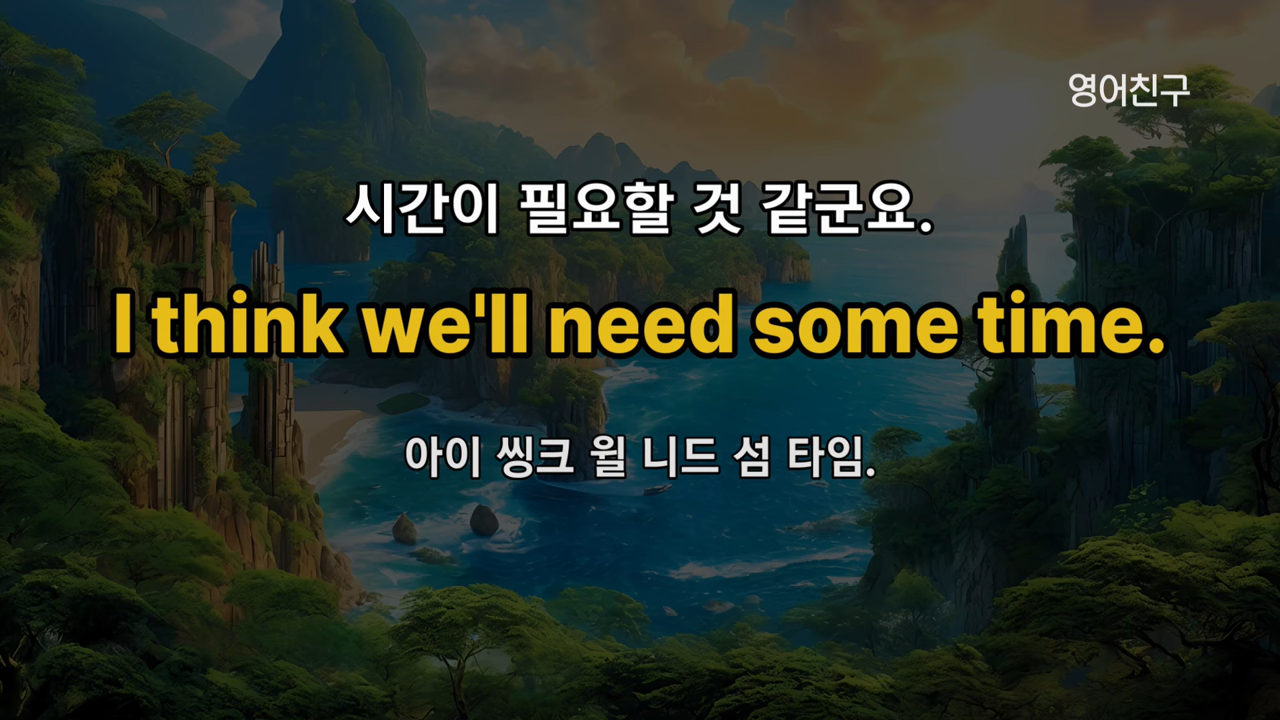 영어친구
시간이 필요할 것 같군요.
I think we'll need some time.
아이 씽크 윌 니드 섬 타임.